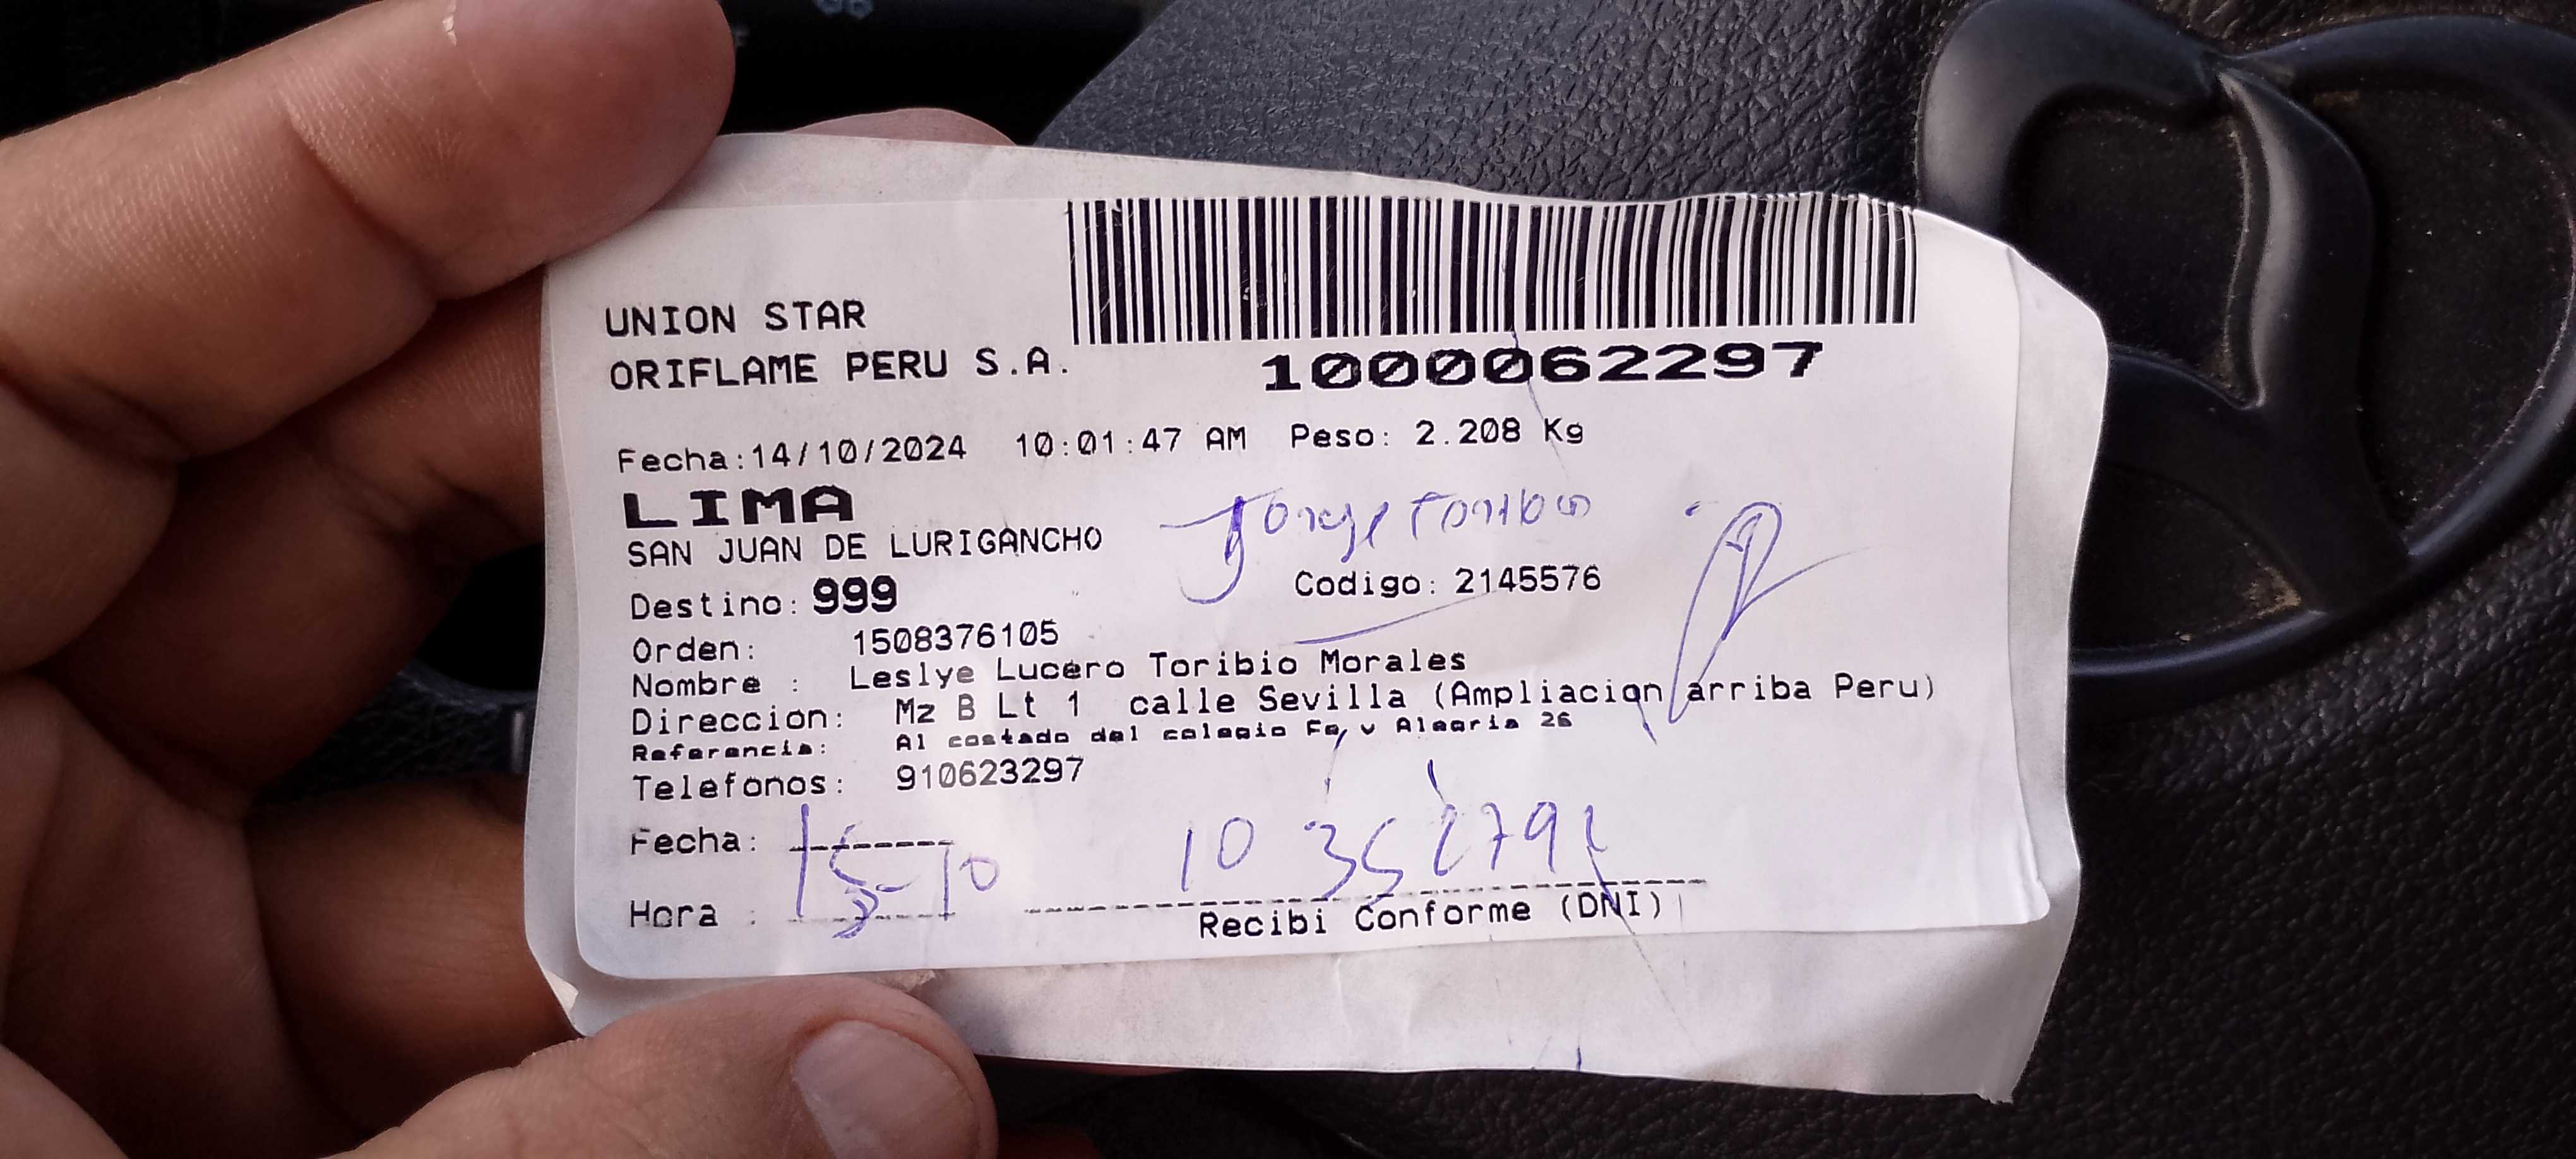 UNION STAR
ORIFLAME PERU S.A.
1000062297
Fecha:14/10/2024 10:01:47 AM Peso: 2.208 Kg
LIMA
Jorge Toribio
SAN JUAN DE LURIGANCHO
Destino: 999 Codigo: 2145576
Orden: 1508376105
Nombre : Leslye Lucero Toribio Morales
Direccion: Mz B Lt 1 calle Sevilla (Ampliacion arriba Peru)
Referencia: Al costado del colegio Fe y Alegria 26
Telefonos: 910623297
Fecha: 15-10
Hora :
Recibi Conforme (DNI)